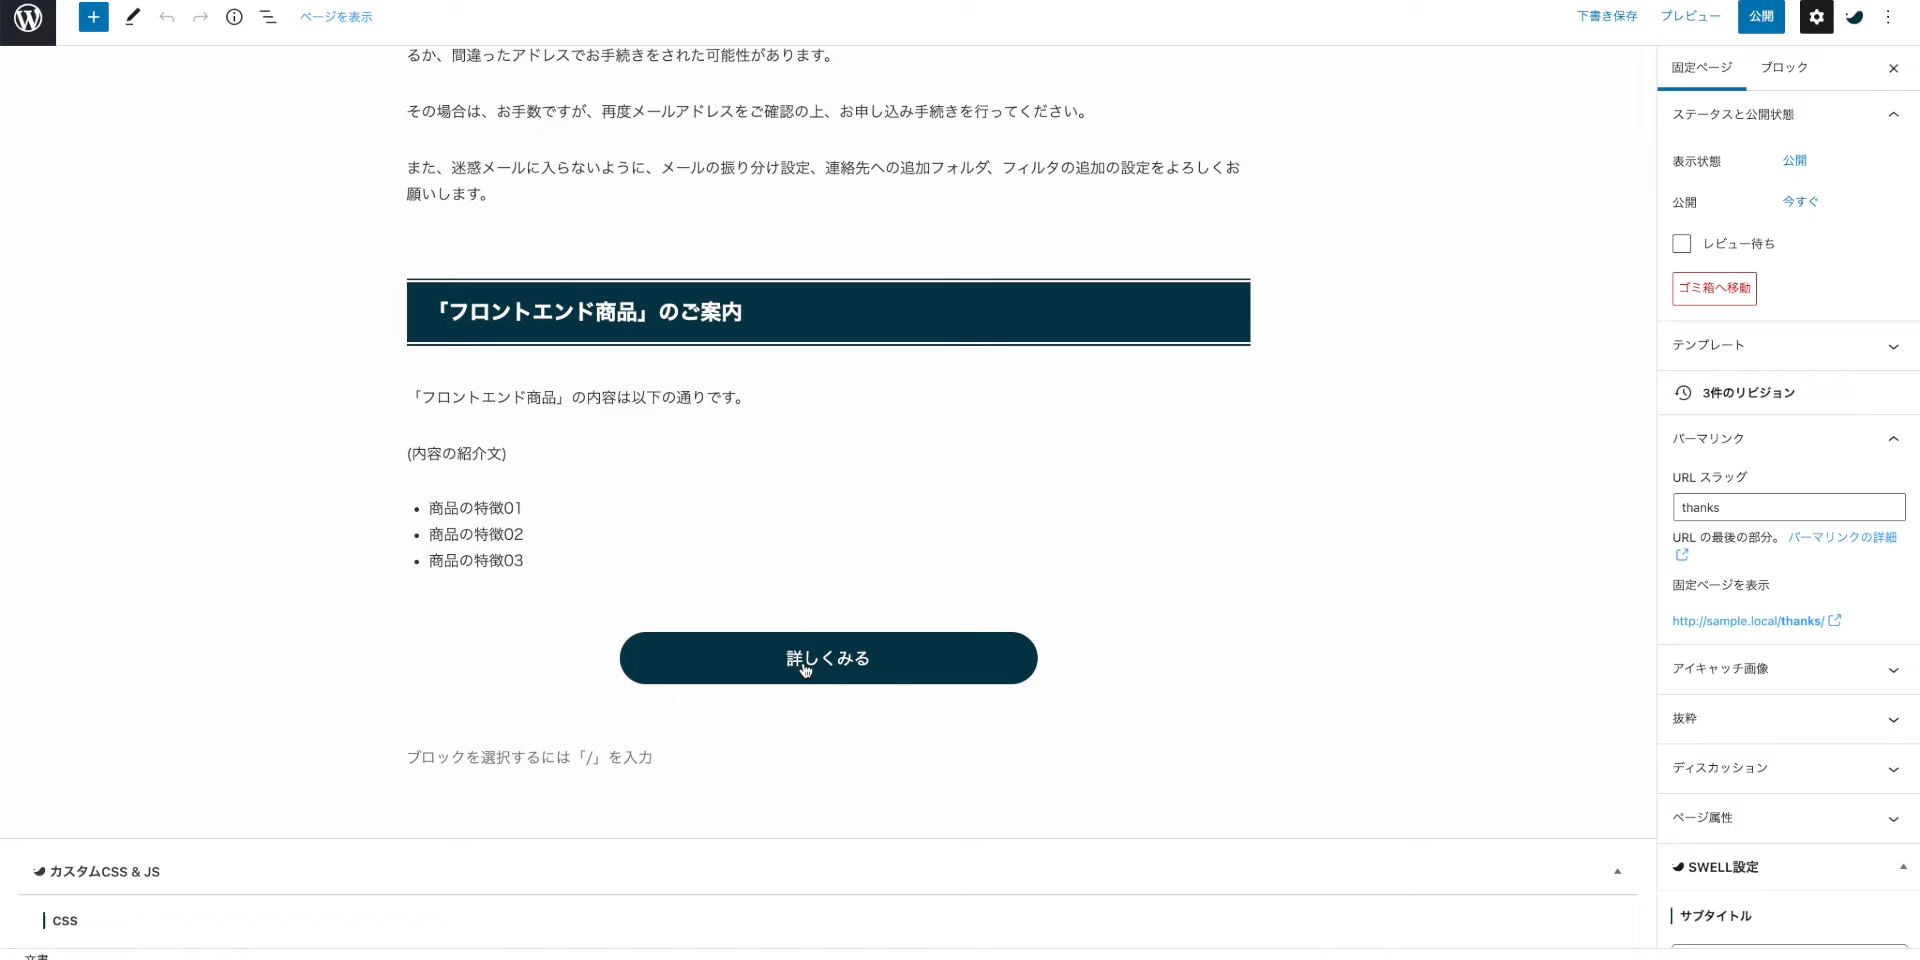 ページを表示
下書き保存
プレビュー
公開
るか、間違ったアドレスでお手続きをされた可能性があります。
その場合は、お手数ですが、再度メールアドレスをご確認の上、お申し込み手続きを行ってください。
また、迷惑メールに入らないように、メールの振り分け設定、連絡先への追加フォルダ、フィルタの追加の設定をよろしくお
願いします。
「フロントエンド商品」のご案内
「フロントエンド商品」の内容は以下の通りです。
(内容の紹介文)
• 商品の特徴01
• 商品の特徴02
• 商品の特徴03
詳しくみる
ブロックを選択するには「/」を入力
カスタムCSS & JS
CSS
文書
固定ページ
ブロック
ステータスと公開状態
表示状態
公開
公開
今すぐ
レビュー待ち
ゴミ箱へ移動
テンプレート
3件のリビジョン
パーマリンク
URL スラッグ
thanks
URL の最後の部分。 パーマリンクの詳細
固定ページを表示
http://sample.local/thanks/
アイキャッチ画像
抜粋
ディスカッション
ページ属性
SWELL設定
サブタイトル